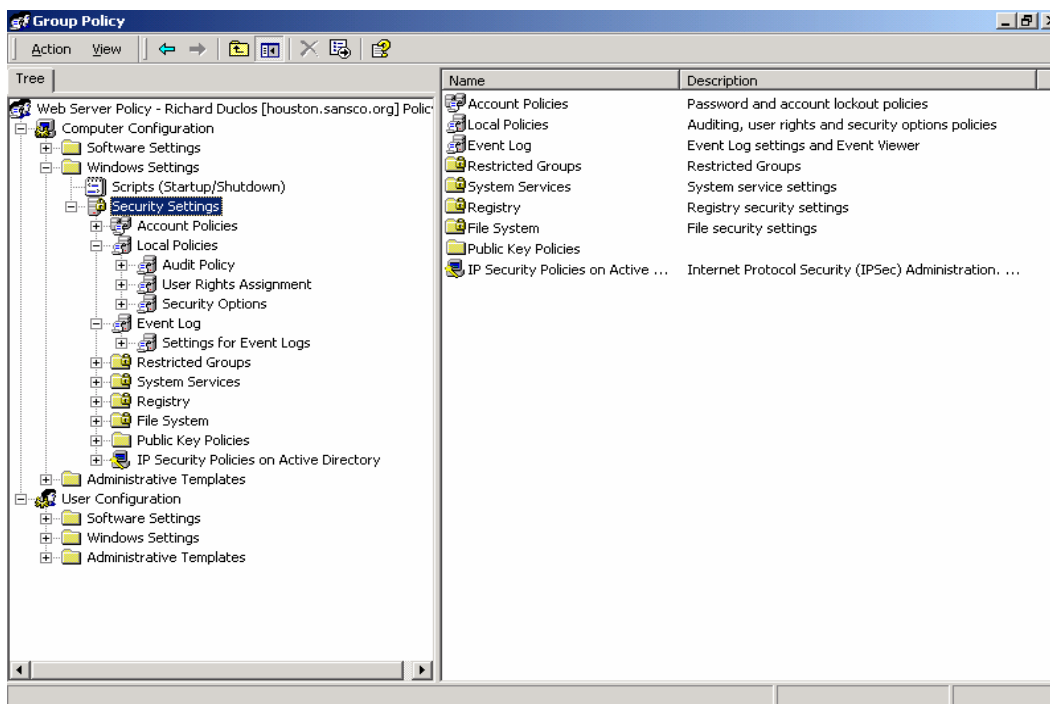 Group Policy
Action View
Tree
Web Server Policy - Richard Duclos [houston.sansco.org] Polic
Computer Configuration
Software Settings
Windows Settings
Scripts (Startup/Shutdown)
Security Settings
Account Policies
Local Policies
Audit Policy
User Rights Assignment
Security Options
Event Log
Settings for Event Logs
Restricted Groups
System Services
Registry
File System
Public Key Policies
IP Security Policies on Active Directory
Administrative Templates
User Configuration
Software Settings
Windows Settings
Administrative Templates
Name Description
Account Policies Password and account lockout policies
Local Policies Auditing, user rights and security options policies
Event Log Event Log settings and Event Viewer
Restricted Groups Restricted Groups
System Services System service settings
Registry Registry security settings
File System File security settings
Public Key Policies
IP Security Policies on Active ... Internet Protocol Security (IPSec) Administration. ...